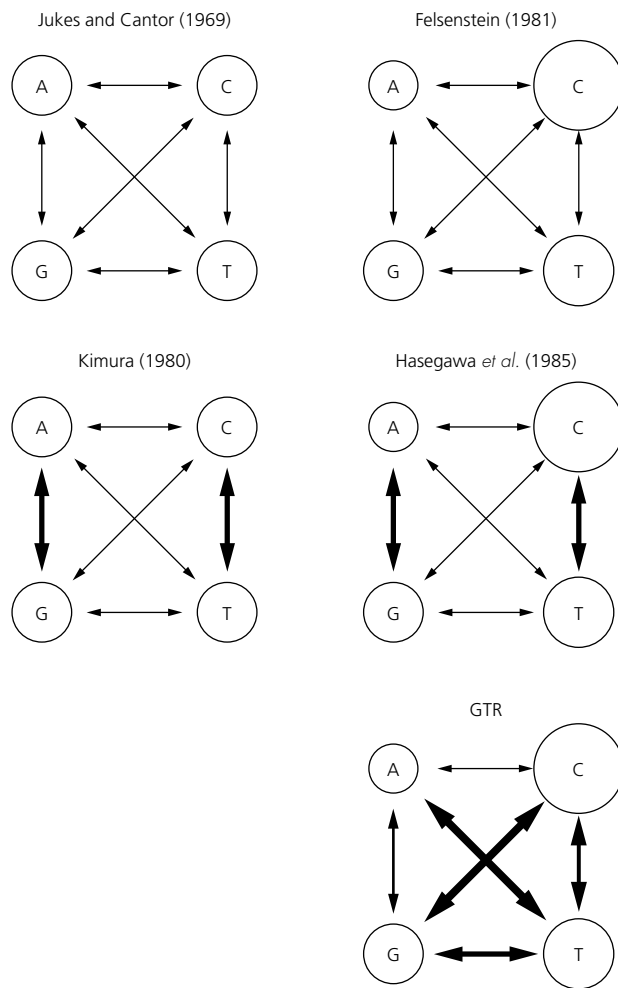 Jukes and Cantor (1969)
A C
G T
Felsenstein (1981)
A C
G T
Kimura (1980)
A C
G T
Hasegawa et al. (1985)
A C
G T
GTR
A C
G T